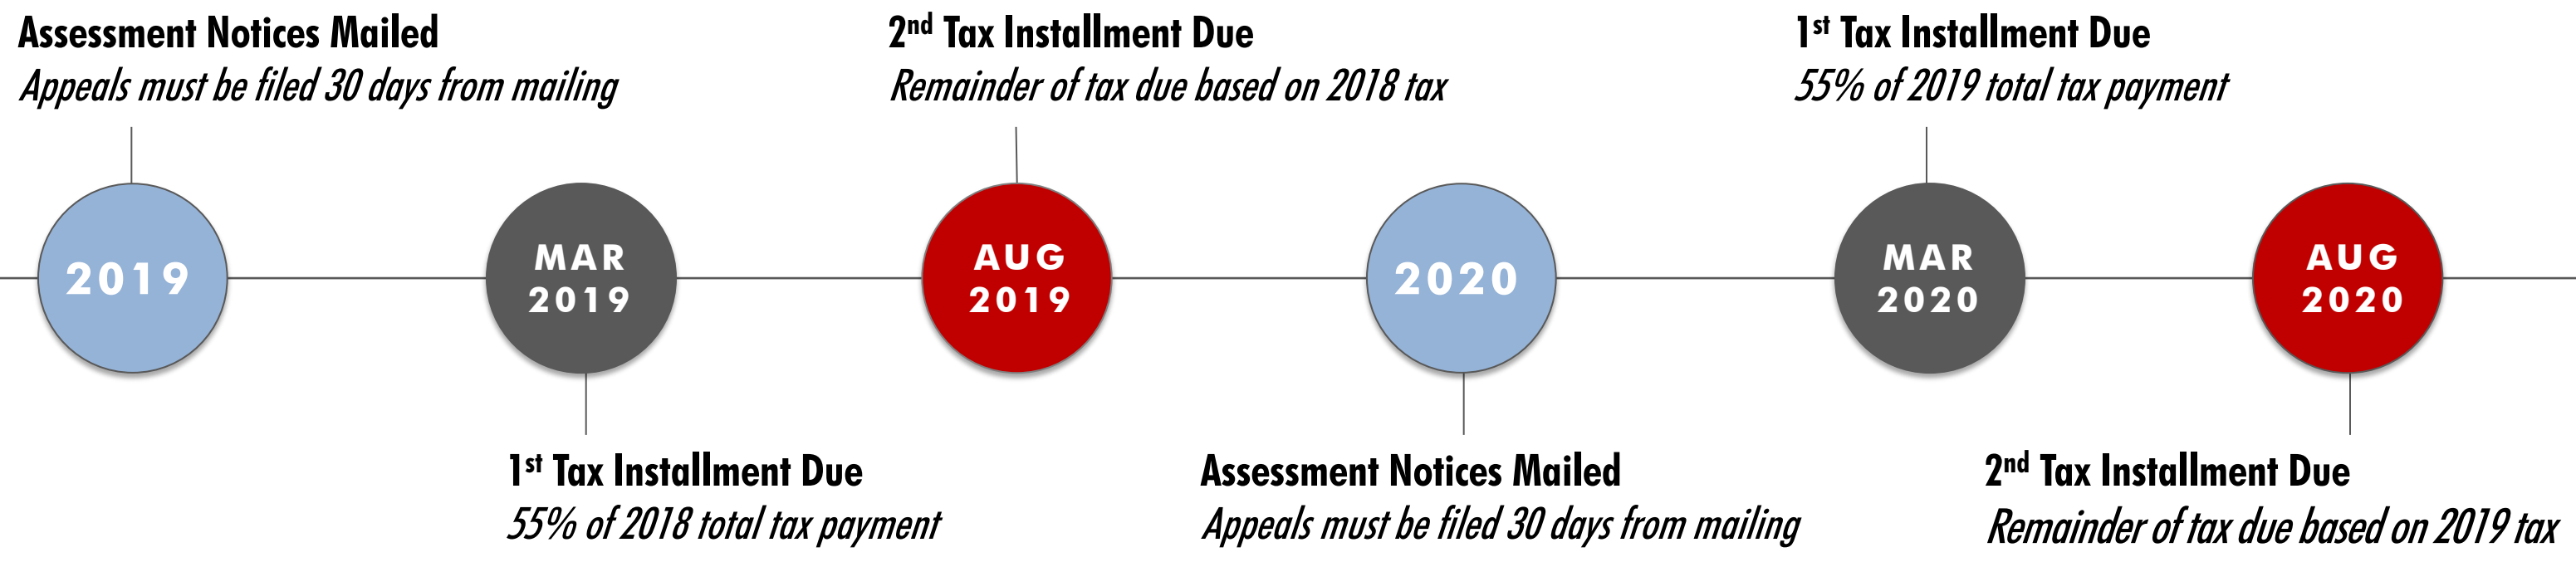 Assessment Notices Mailed
Appeals must be filed 30 days from mailing
2019
MAR
2019
1st Tax Installment Due
55% of 2018 total tax payment
2nd Tax Installment Due
Remainder of tax due based on 2018 tax
AUG
2019
2020
Assessment Notices Mailed
Appeals must be filed 30 days from mailing
1st Tax Installment Due
55% of 2019 total tax payment
MAR
2020
AUG
2020
2nd Tax Installment Due
Remainder of tax due based on 2019 tax